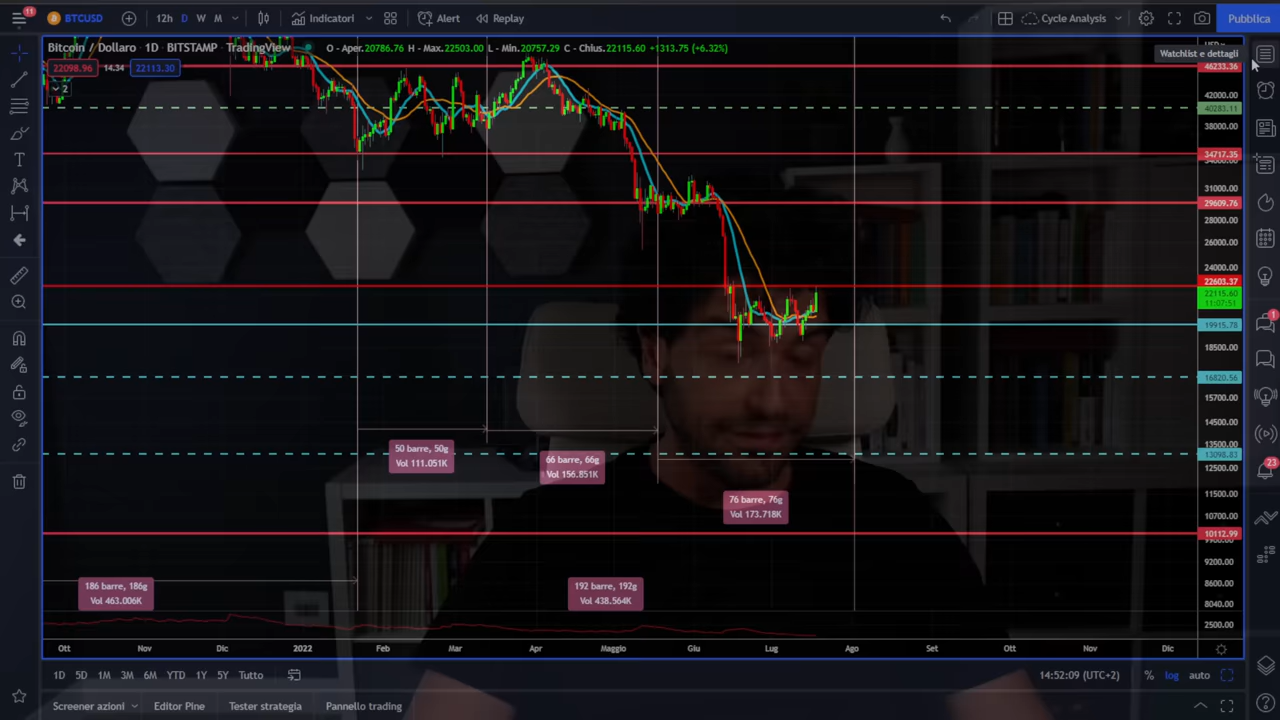 11
BTCUSD
12h D W M
Indicatori
Alert
Replay
Cycle Analysis
Pubblica
Bitcoin / Dollaro · 1D · BITSTAMP · TradingView
O - Aper.20786.76 H - Max.22503.00 L - Min.20757.29 C - Chius.22115.60 +1313.75 (+6.32%)
Watchlist e dettagli
22098.96 14.34 22113.30
2
46233.36
42000.00
40283.11
38000.00
34717.35
31000.00
29609.76
28000.00
26000.00
24000.00
22603.37
22115.60
11:07:51
1
19915.78
18500.00
16820.56
15700.00
14500.00
13500.00
13098.83
12500.00
23
11500.00
10700.00
10112.99
9200.00
8600.00
8040.00
2500.00
50 barre, 50g
Vol 111.051K
66 barre, 66g
Vol 156.851K
76 barre, 76g
Vol 173.718K
186 barre, 186g
Vol 463.006K
192 barre, 192g
Vol 438.564K
Ott Nov Dic 2022 Feb Mar Apr Maggio Giu Lug Ago Set Ott Nov Dic
1D 5D 1M 3M 6M YTD 1Y 5Y Tutto
14:52:09 (UTC+2) % log auto
Screener azioni Editor Pine Tester strategia Pannello trading